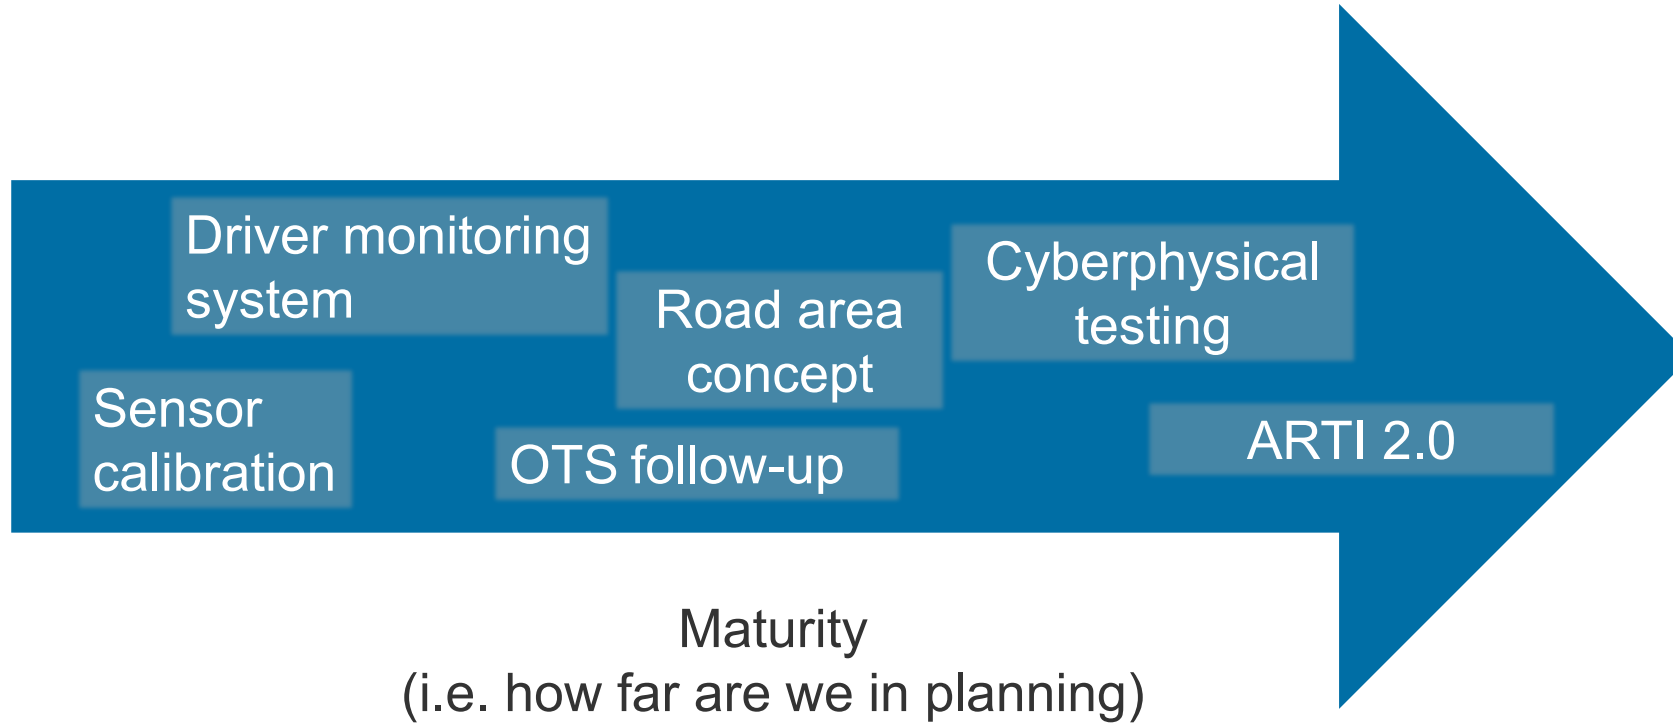 Driver monitoring
system
Sensor
calibration
Road area
concept
OTS follow-up
Cyberphysical
testing
ARTI 2.0
Maturity
(i.e. how far are we in planning)